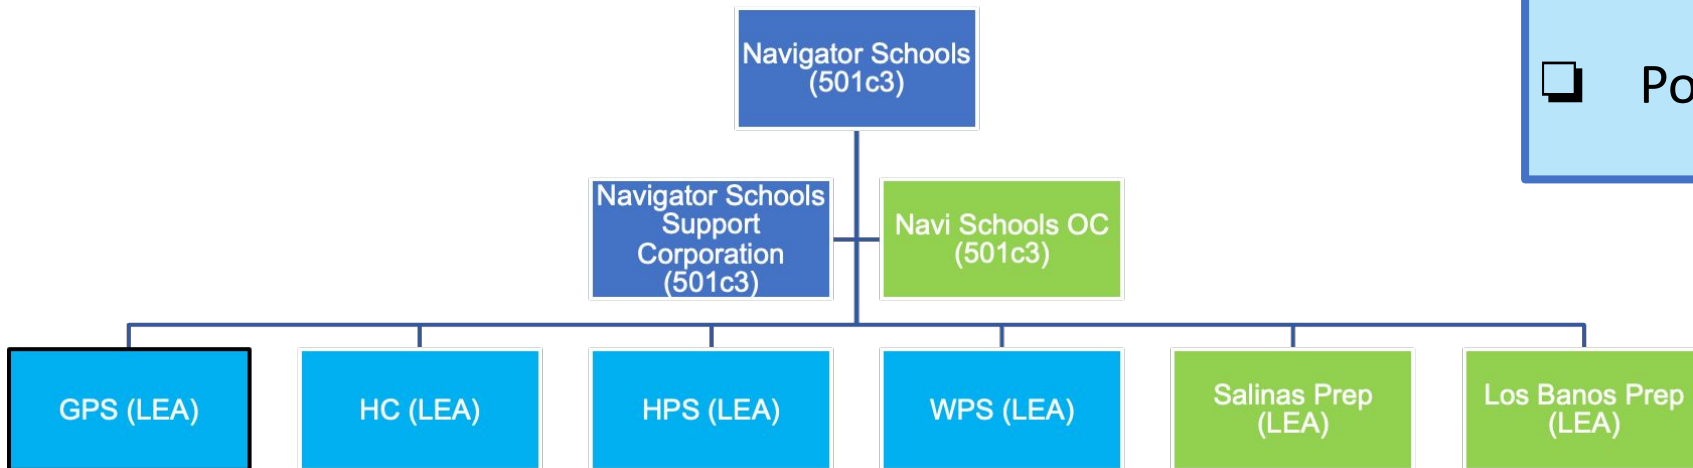 Navigator Schools
(501c3)
Navigator Schools
Support
Corporation
(501c3)
Navi Schools OC
(501c3)
GPS (LEA)
HC (LEA)
HPS (LEA)
WPS (LEA)
Salinas Prep
(LEA)
Los Banos Prep
(LEA)